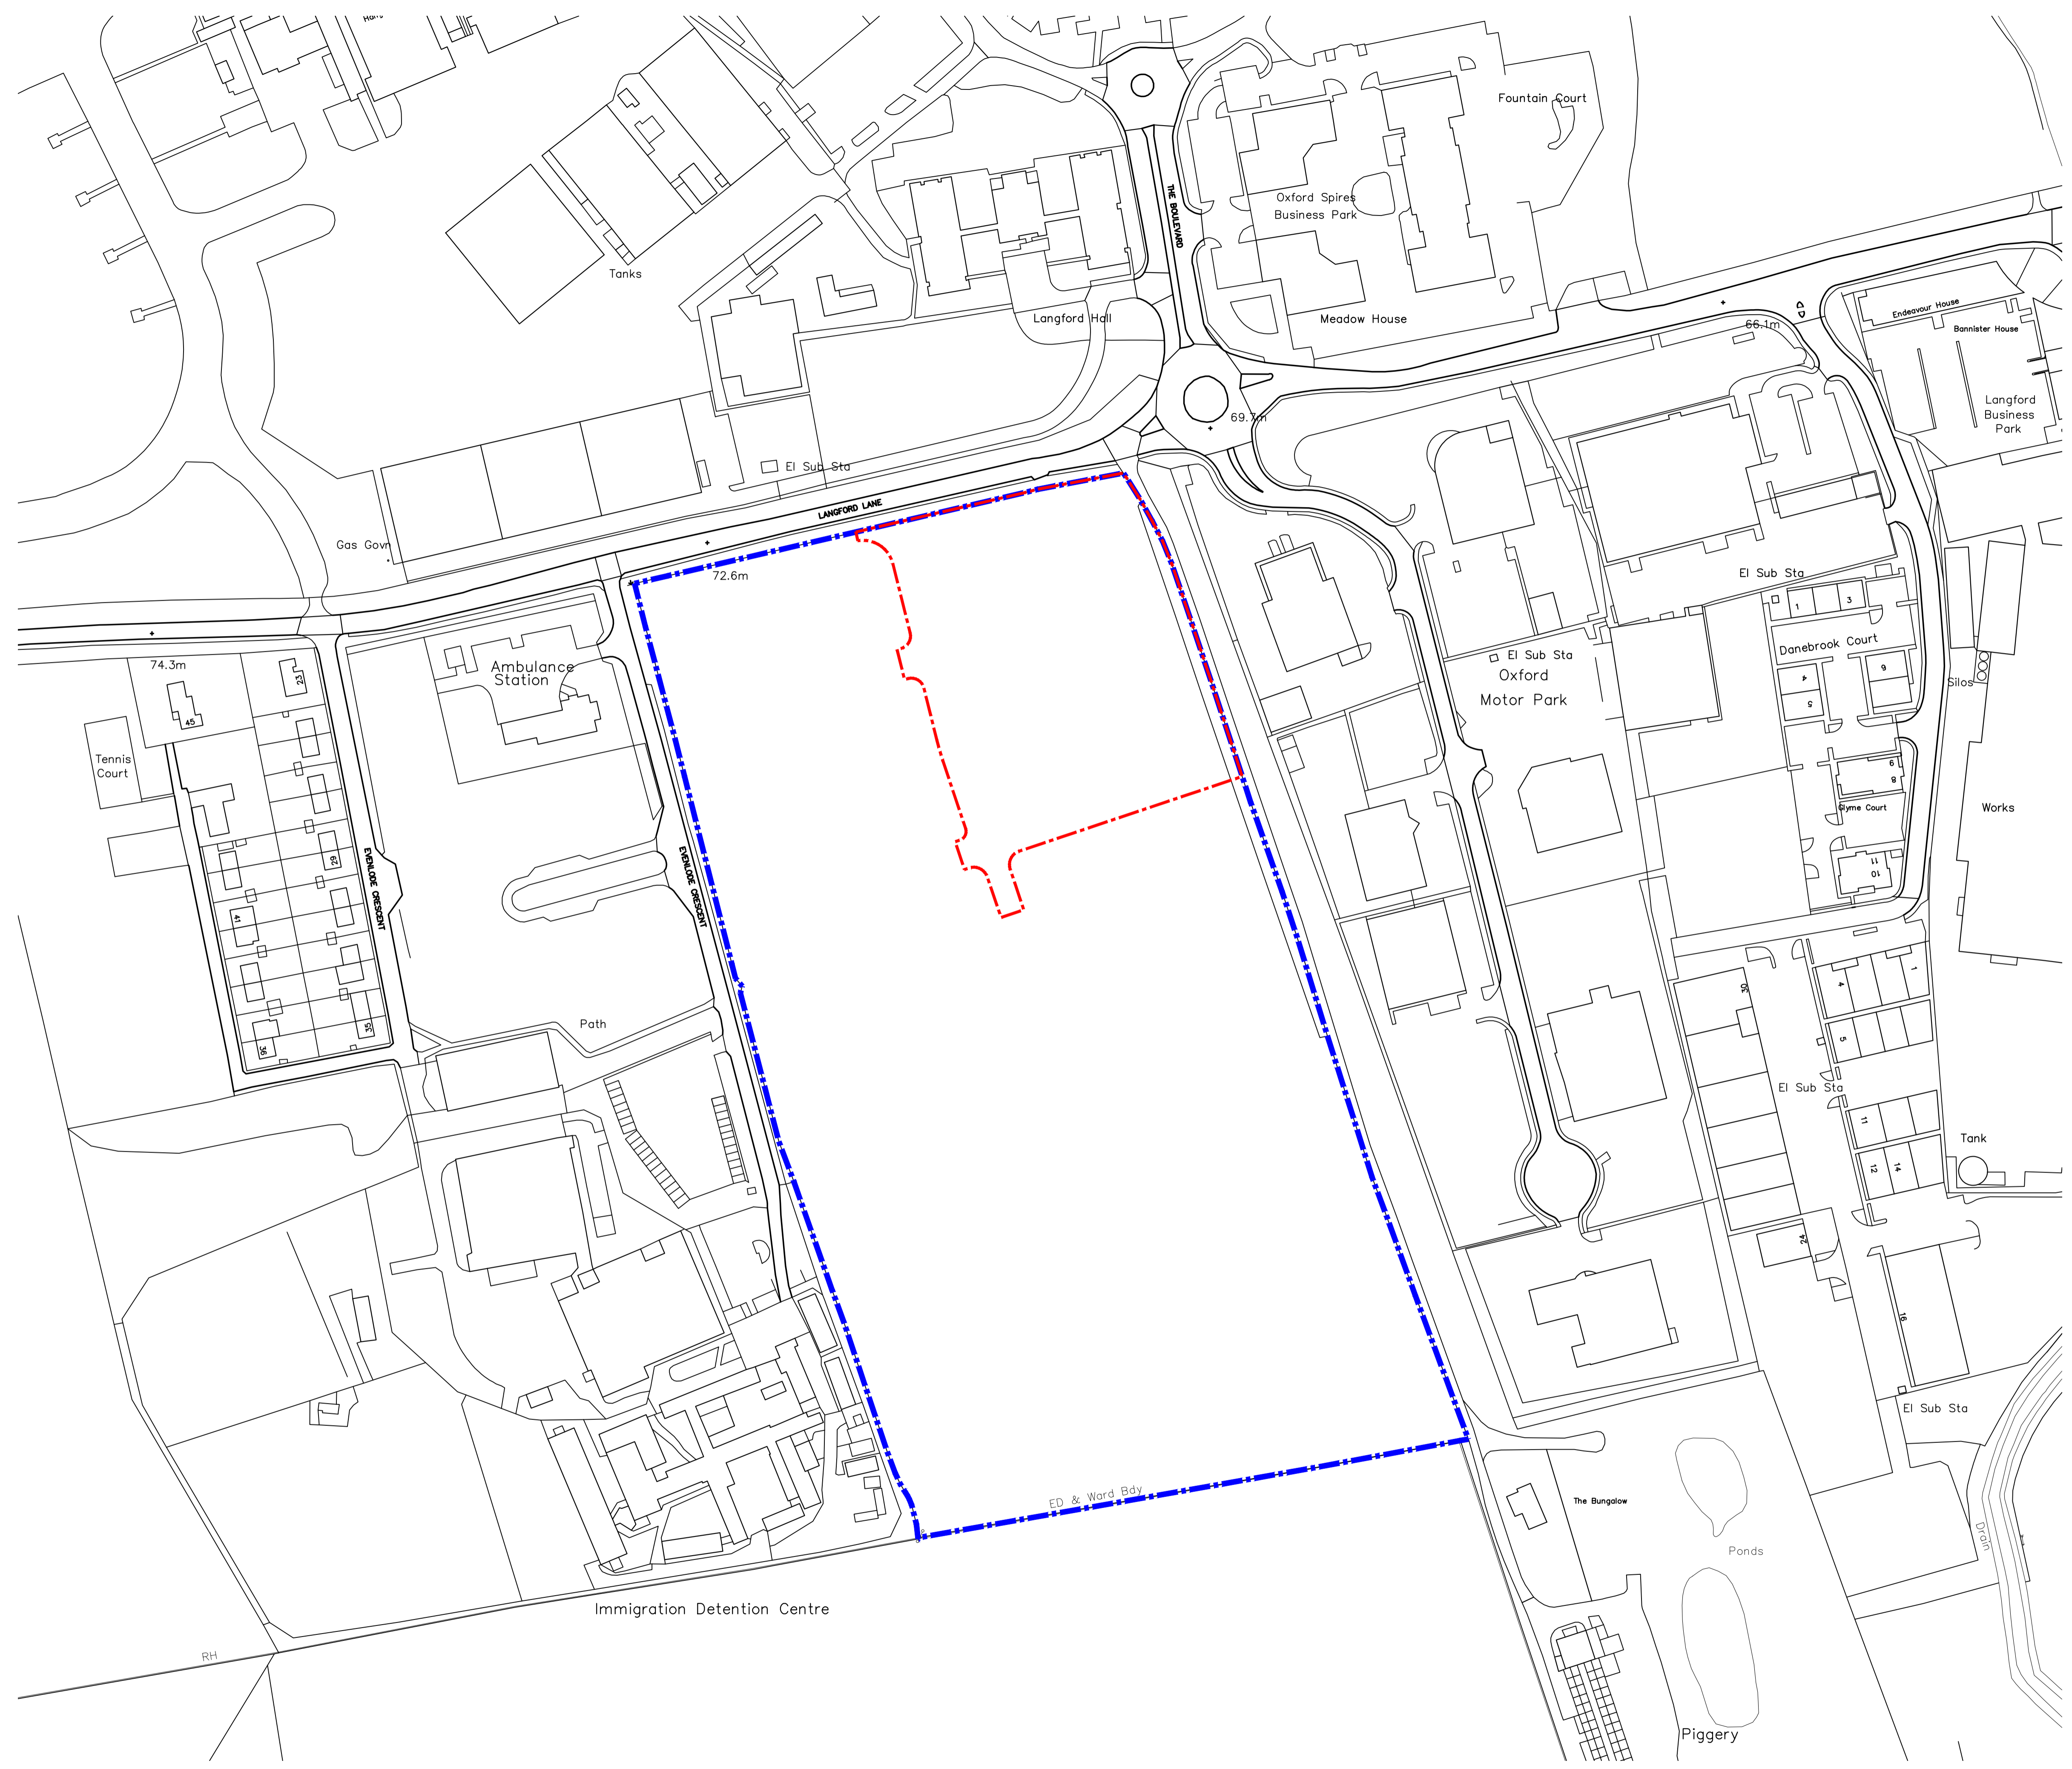 Fountain Court
Oxford Spires
Business Park
THE BOULEVARD
Tanks
Langford Hall
Meadow House
66.1m
Endeavour House
Bannister House
Langford
Business
Park
69.7m
El Sub Sta
LANGFORD LANE
Gas Govn
72.6m
74.3m
El Sub Sta
1
3
Danebrook Court
Ambulance
Station
El Sub Sta
Oxford
Motor Park
Silos
23
45
4
5
6
Tennis
Court
9
8
Glyme Court
Works
29
EVENLODE CRESCENT
EVENLODE CRESCENT
11
10
41
30
4
1
5
Path
35
36
El Sub Sta
11
Tank
12
14
24
16
El Sub Sta
ED & Ward Bdy
The Bungalow
Drain
Ponds
Immigration Detention Centre
RH
Piggery